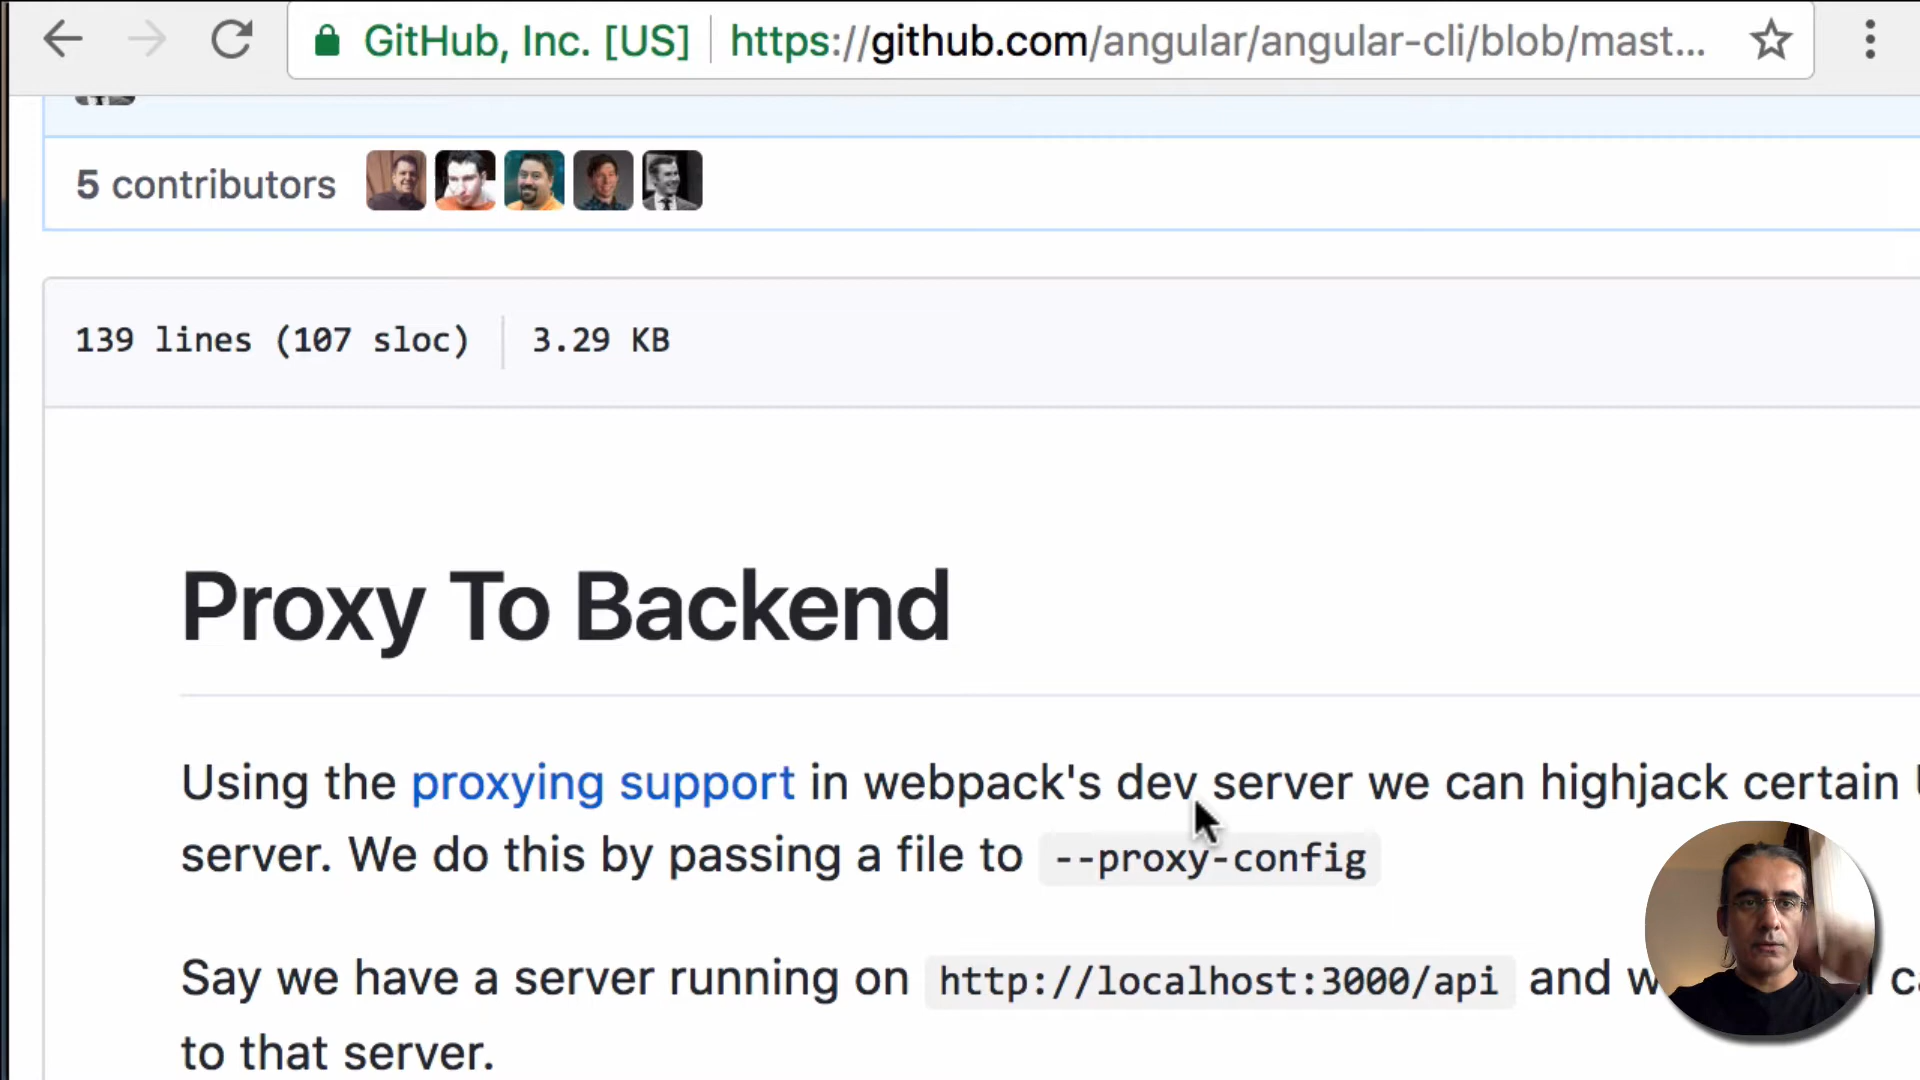 GitHub, Inc. [US] https://github.com/angular/angular-cli/blob/mast...
5 contributors
139 lines (107 sloc) 3.29 KB
Proxy To Backend
Using the proxying support in webpack's dev server we can highjack certain
server. We do this by passing a file to --proxy-config
Say we have a server running on http://localhost:3000/api and
to that server.